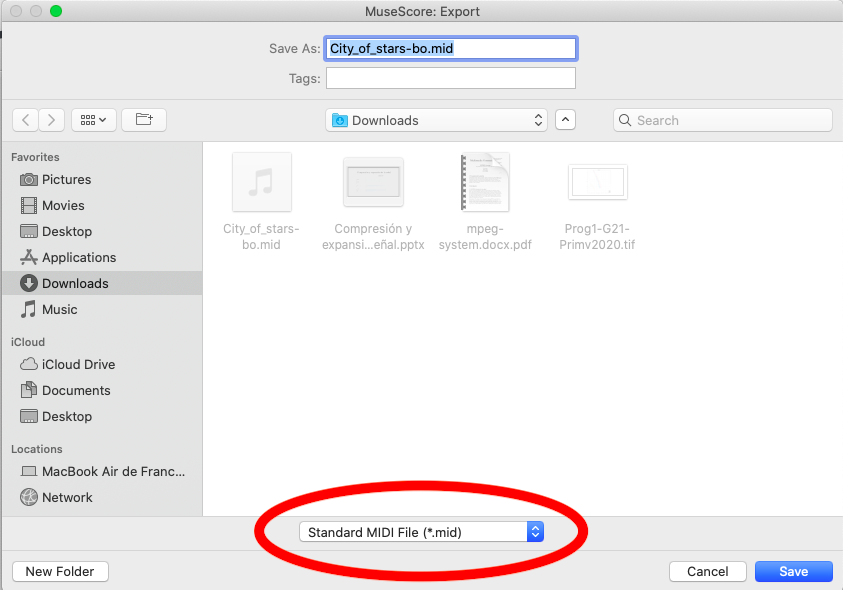 MuseScore: Export
Save As: City_of_stars-bo.mid
Tags:
Downloads
Search
Favorites
Pictures
Movies
Desktop
Applications
Downloads
Music
iCloud
iCloud Drive
Documents
Desktop
Locations
MacBook Air de Franc...
Network
City_of_stars-
bo.mid
Compresión y
expansi...eñal.pptx
mpeg-
system.docx.pdf
Prog1-G21-
Primv2020.tif
Standard MIDI File (*.mid)
New Folder
Cancel
Save